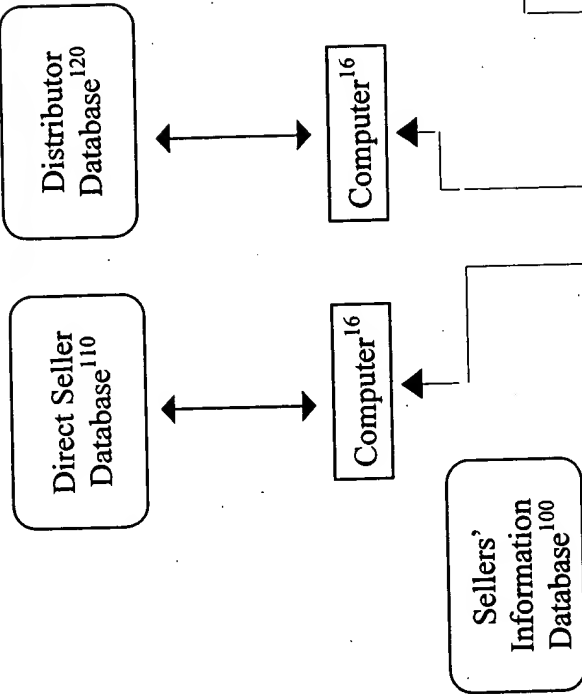 Direct Seller
Database110
Distributor
Database120
Computer16
Computer16
Sellers'
Information
Database100